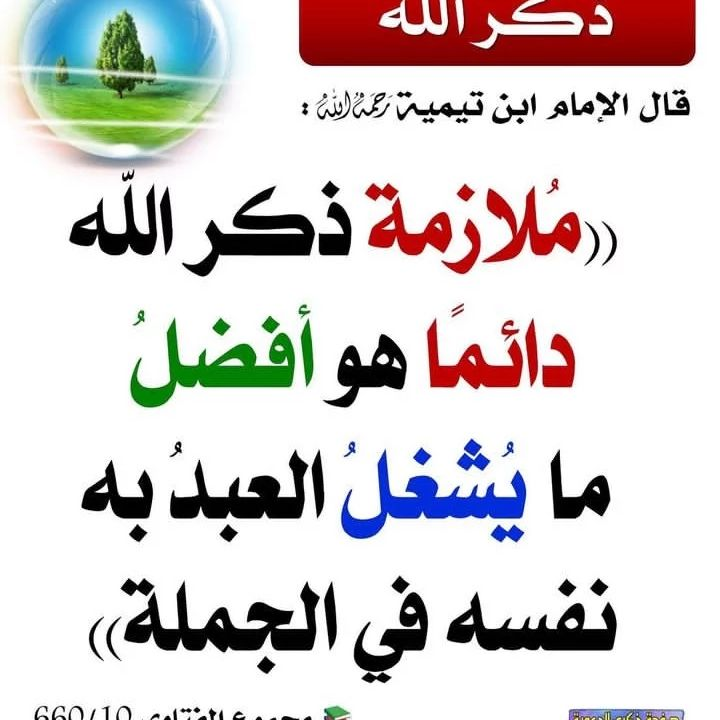 ذكر الله
قال الإمام ابن تيمية رحمه الله :
((مُلازمة ذكر الله
دائمًا هو أفضلُ
ما يُشغلُ العبدُ به
نفسه في الجملة))
مجموع الفتاوى 660/10